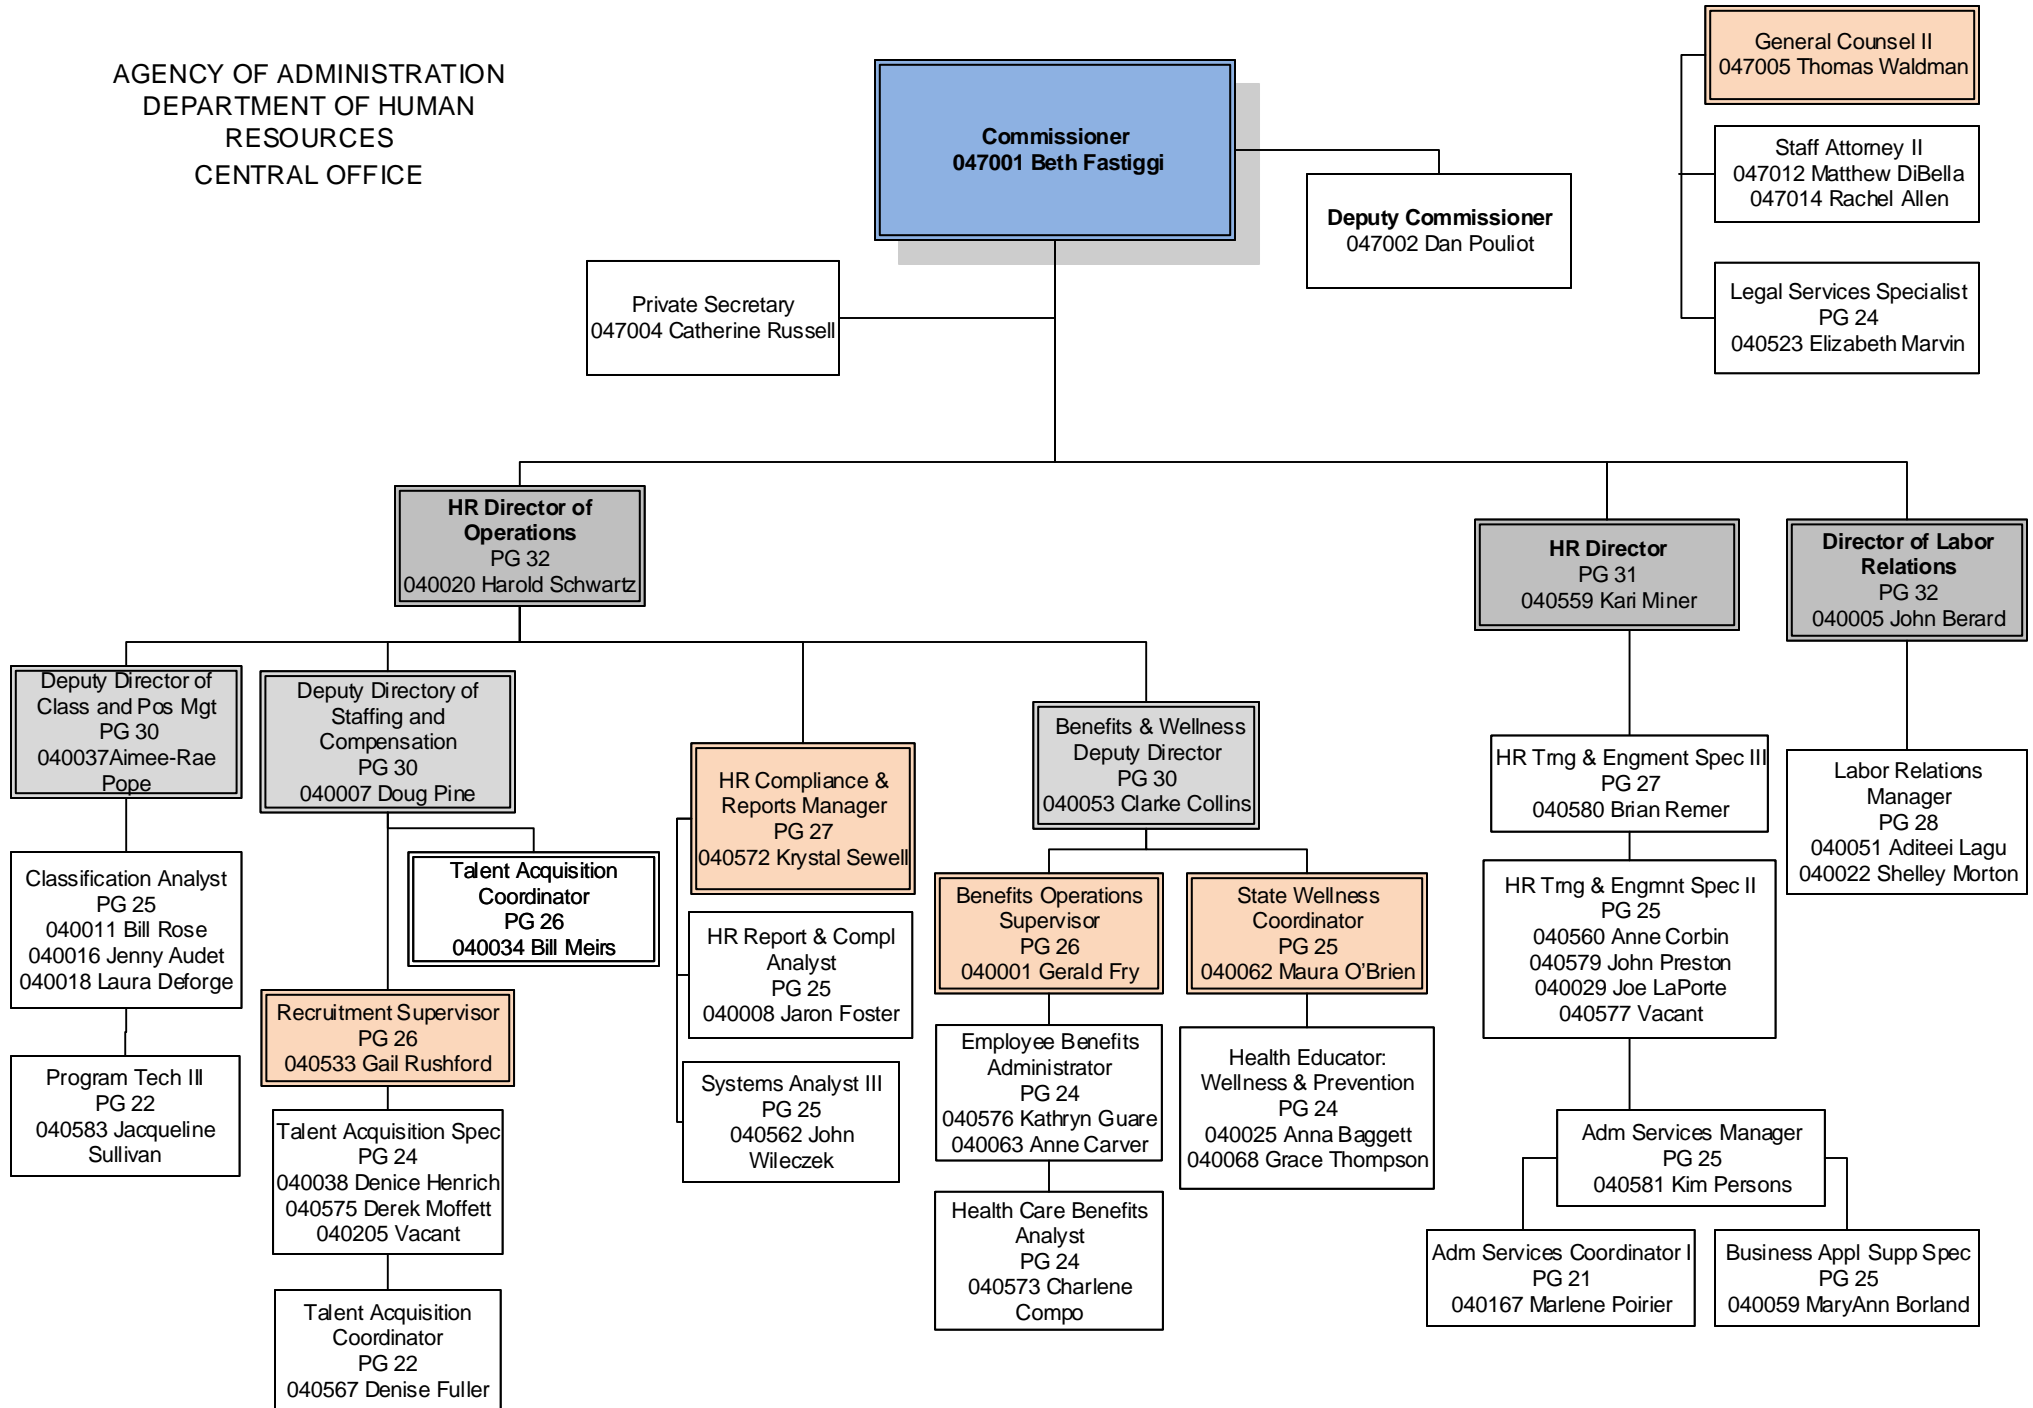 AGENCY OF ADMINISTRATION
DEPARTMENT OF HUMAN
RESOURCES
CENTRAL OFFICE
Commissioner
047001 Beth Fastiggi
General Counsel II
047005 Thomas Waldman
Staff Attorney II
047012 Matthew DiBella
047014 Rachel Allen
Deputy Commissioner
047002 Dan Pouliot
Private Secretary
047004 Catherine Russell
Legal Services Specialist
PG 24
040523 Elizabeth Marvin
HR Director of
Operations
PG 32
040020 Harold Schwartz
HR Director
PG 31
040559 Kari Miner
Director of Labor
Relations
PG 32
040005 John Berard
Deputy Director of
Class and Pos Mgt
PG 30
040037Aimee-Rae
Pope
Deputy Directory of
Staffing and
Compensation
PG 30
040007 Doug Pine
HR Compliance &
Reports Manager
PG 27
040572 Krystal Sewell
Benefits & Wellness
Deputy Director
PG 30
040053 Clarke Collins
HR Trng & Engment Spec III
PG 27
040580 Brian Remer
Labor Relations
Manager
PG 28
040051 Aditeei Lagu
040022 Shelley Morton
Classification Analyst
PG 25
040011 Bill Rose
040016 Jenny Audet
040018 Laura Deforge
Talent Acquisition
Coordinator
PG 26
040034 Bill Meirs
HR Report & Compl
Analyst
PG 25
040008 Jaron Foster
Benefits Operations
Supervisor
PG 26
040001 Gerald Fry
State Wellness
Coordinator
PG 25
040062 Maura O’Brien
HR Trng & Engmnt Spec II
PG 25
040560 Anne Corbin
040579 John Preston
040029 Joe LaPorte
040577 Vacant
Program Tech III
PG 22
040583 Jacqueline
Sullivan
Recruitment Supervisor
PG 26
040533 Gail Rushford
Systems Analyst III
PG 25
040562 John
Wileczek
Employee Benefits
Administrator
PG 24
040576 Kathryn Guare
040063 Anne Carver
Health Educator:
Wellness & Prevention
PG 24
040025 Anna Baggett
040068 Grace Thompson
Adm Services Manager
PG 25
040581 Kim Persons
Talent Acquisition Spec
PG 24
040038 Denice Henrich
040575 Derek Moffett
040205 Vacant
Health Care Benefits
Analyst
PG 24
040573 Charlene
Compo
Adm Services Coordinator I
PG 21
040167 Marlene Poirier
Business Appl Supp Spec
PG 25
040059 MaryAnn Borland
Talent Acquisition
Coordinator
PG 22
040567 Denise Fuller